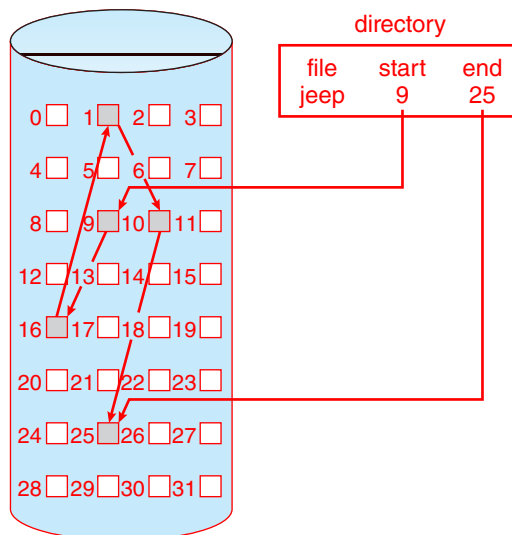 directory
file start end
jeep 9 25
0 1 2 3
4 5 6 7
8 9 10 11
12 13 14 15
16 17 18 19
20 21 22 23
24 25 26 27
28 29 30 31